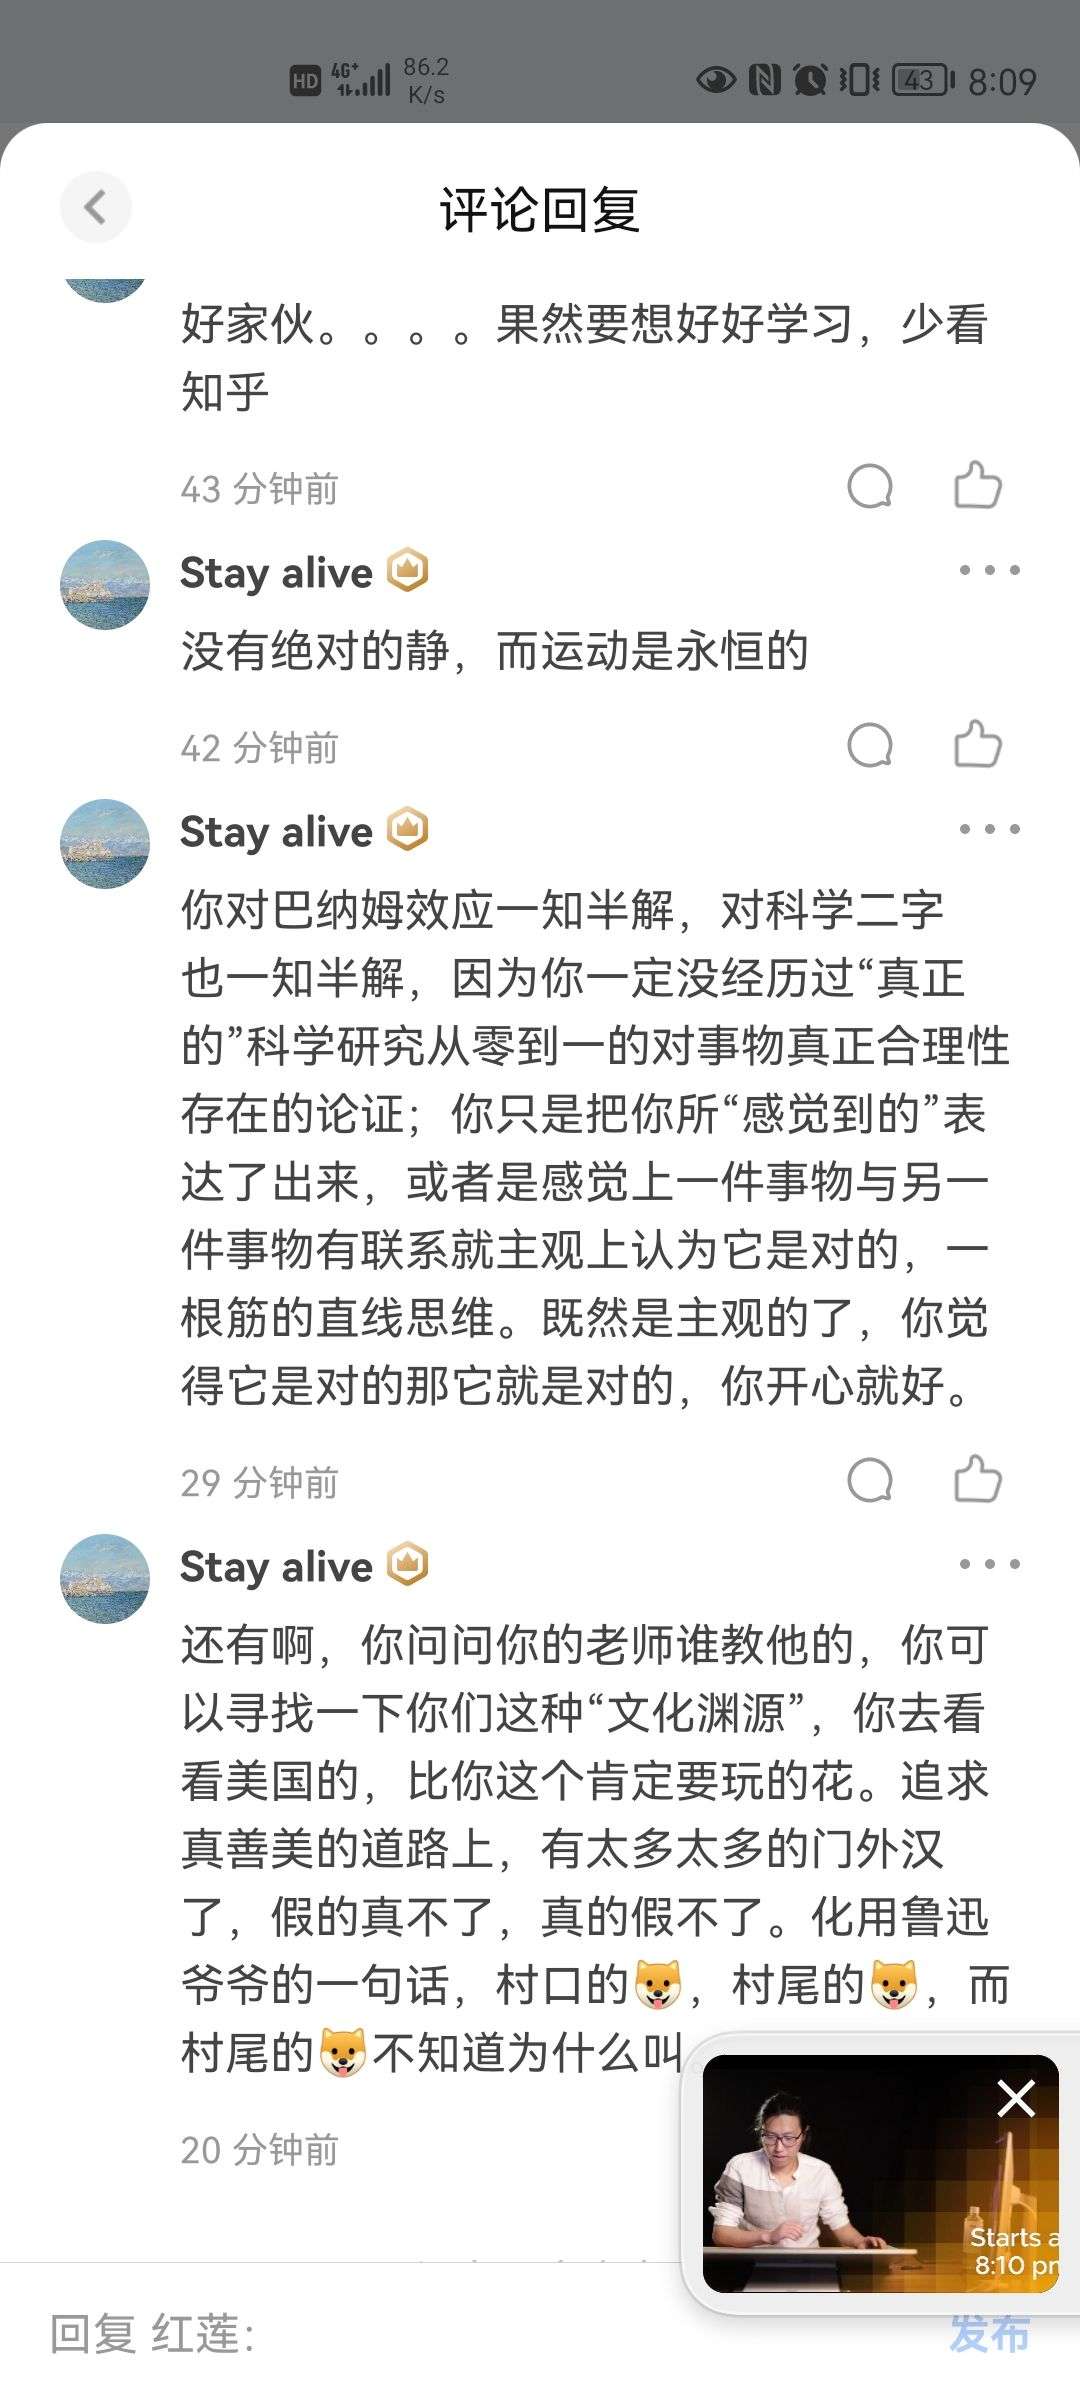 HD 4G+ 86.2 K/s 43 8:09
评论回复
好家伙。。。。果然要想好好学习，少看
知乎
43 分钟前
Stay alive
没有绝对的静，而运动是永恒的
42 分钟前
Stay alive
你对巴纳姆效应一知半解，对科学二字
也一知半解，因为你一定没经历过“真正
的”科学研究从零到一的对事物真正合理性
存在的论证；你只是把你所“感觉到的”表
达了出来，或者是感觉上一件事物与另一
件事物有联系就主观上认为它是对的，一
根筋的直线思维。既然是主观的了，你觉
得它是对的那它就是对的，你开心就好。
29 分钟前
Stay alive
还有啊，你问问你的老师谁教他的，你可
以寻找一下你们这种“文化渊源”，你去看
看美国的，比你这个肯定要玩的花。追求
真善美的道路上，有太多太多的门外汉
了，假的真不了，真的假不了。化用鲁迅
爷爷的一句话，村口的🐶，村尾的🐶，而
村尾的🐶不知道为什么叫
20 分钟前
Starts a
8:10 pm
回复 红莲：
发布